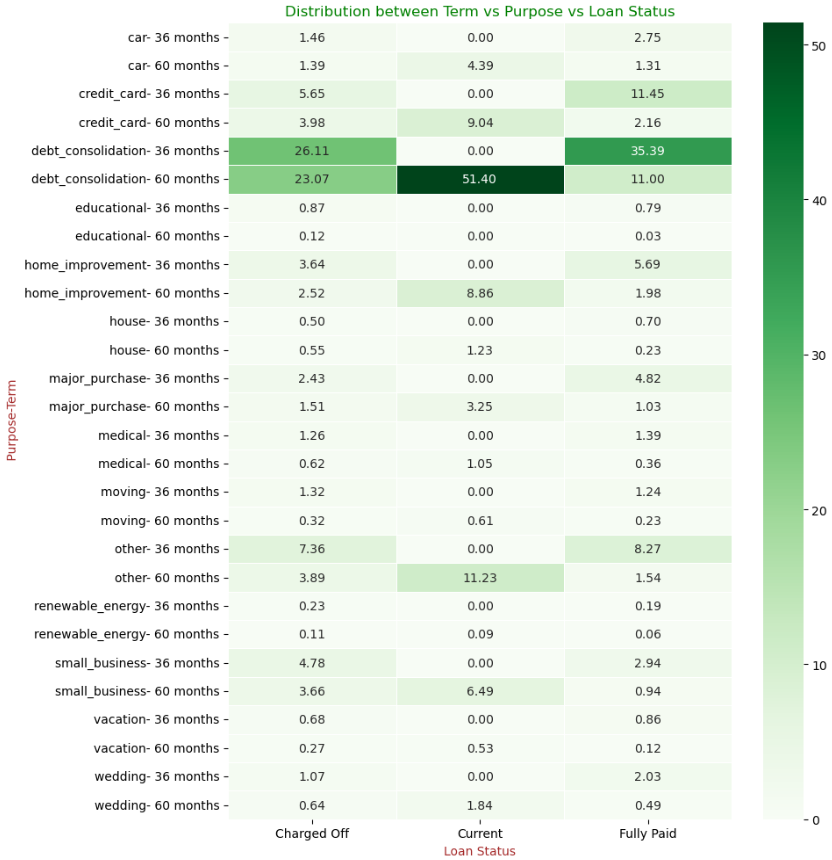 Distribution between Term vs Purpose vs Loan Status
car- 36 months 1.46 0.00 2.75
car- 60 months 1.39 4.39 1.31
credit_card- 36 months 5.65 0.00 11.45
credit_card- 60 months 3.98 9.04 2.16
debt_consolidation- 36 months 26.11 0.00 35.39
debt_consolidation- 60 months 23.07 51.40 11.00
educational- 36 months 0.87 0.00 0.79
educational- 60 months 0.12 0.00 0.03
home_improvement- 36 months 3.64 0.00 5.69
home_improvement- 60 months 2.52 8.86 1.98
house- 36 months 0.50 0.00 0.70
house- 60 months 0.55 1.23 0.23
major_purchase- 36 months 2.43 0.00 4.82
major_purchase- 60 months 1.51 3.25 1.03
medical- 36 months 1.26 0.00 1.39
medical- 60 months 0.62 1.05 0.36
moving- 36 months 1.32 0.00 1.24
moving- 60 months 0.32 0.61 0.23
other- 36 months 7.36 0.00 8.27
other- 60 months 3.89 11.23 1.54
renewable_energy- 36 months 0.23 0.00 0.19
renewable_energy- 60 months 0.11 0.09 0.06
small_business- 36 months 4.78 0.00 2.94
small_business- 60 months 3.66 6.49 0.94
vacation- 36 months 0.68 0.00 0.86
vacation- 60 months 0.27 0.53 0.12
wedding- 36 months 1.07 0.00 2.03
wedding- 60 months 0.64 1.84 0.49
Charged Off Current Fully Paid
Loan Status
Purpose-Term
50
40
30
20
10
0